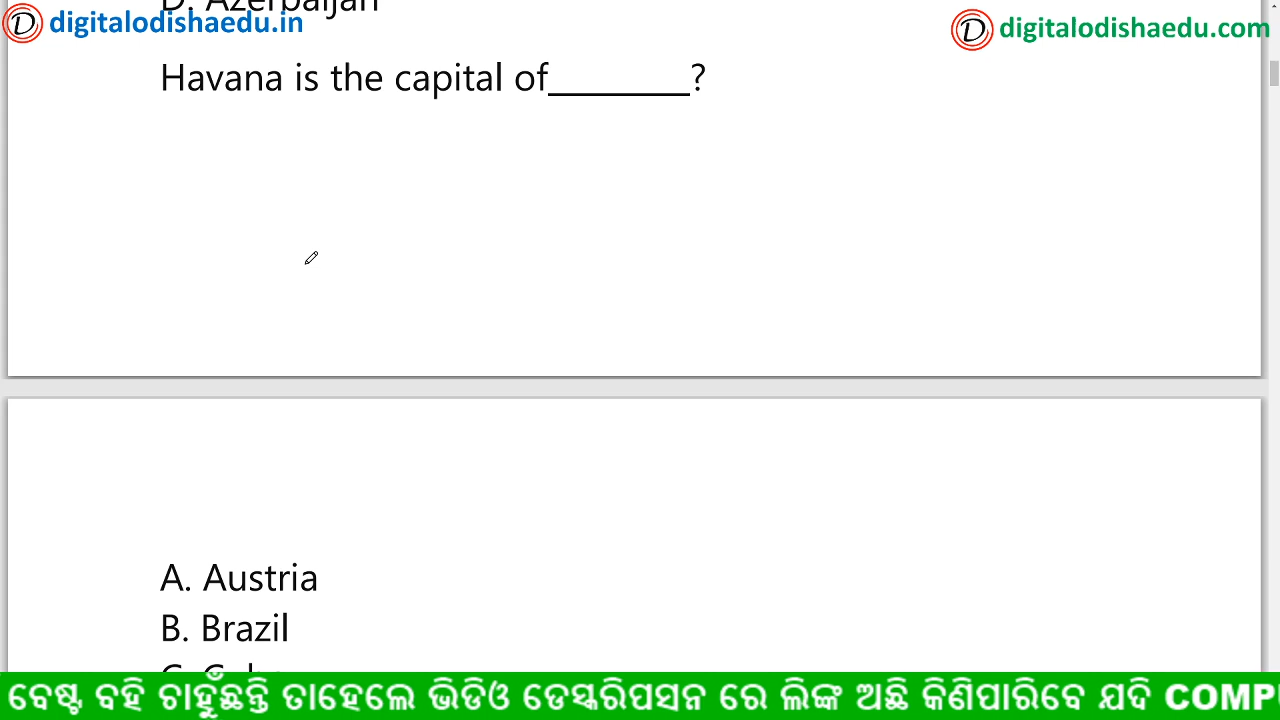 D. Azerbaijan
digitalodishaedu.in
digitalodishaedu.com
Havana is the capital of________?
A. Austria
B. Brazil
C. Cuba
ବେଷ୍ଟ ବହି ଚାହୁଁଛନ୍ତି ତାହେଲେ ଭିଡିଓ ଡେସ୍କରିପସନ ରେ ଲିଙ୍କ ଅଛି କିଣିପାରିବେ ଯଦି COMP